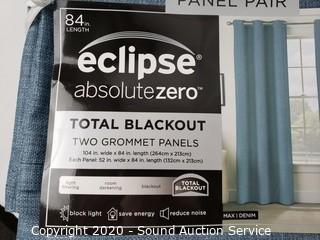 PANEL PAIR
84 in.
LENGTH
eclipse®
absolutezero™
TOTAL BLACKOUT
TWO GROMMET PANELS
104 in. wide x 84 in. length (264cm x 213cm)
Each Panel: 52 in. wide x 84 in. length (132cm x 213cm)
light filtering
room darkening
blackout
TOTAL BLACKOUT
block light
save energy
reduce noise
MAX | DENIM
Copyright 2020 - Sound Auction Service